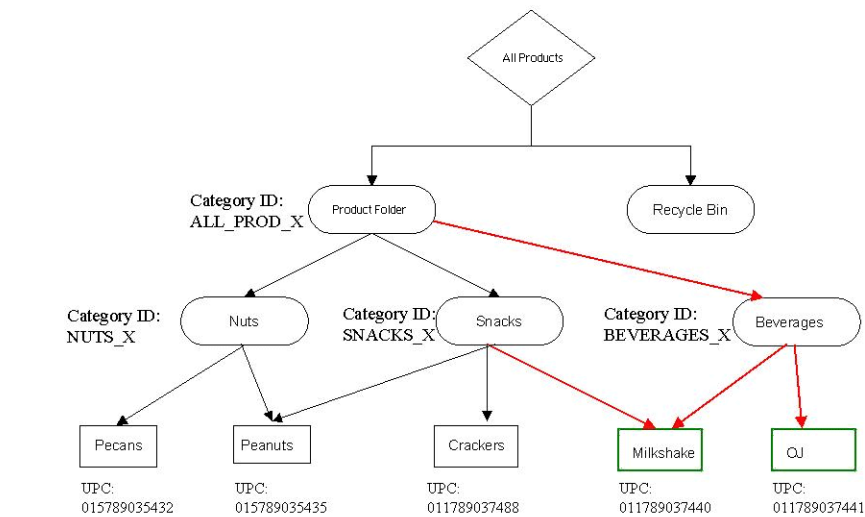 All Products
Category ID:
ALL_PROD_X
Product Folder
Recycle Bin
Category ID:
NUTS_X
Nuts
Category ID:
SNACKS_X
Snacks
Category ID:
BEVERAGES_X
Beverages
Pecans
Peanuts
Crackers
Milkshake
OJ
UPC:
015789035432
UPC:
015789035435
UPC:
011789037488
UPC:
011789037440
UPC:
011789037441